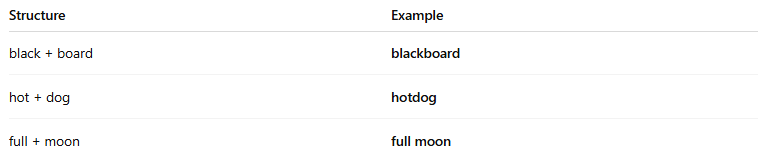 Structure Example
black + board blackboard
hot + dog hotdog
full + moon full moon